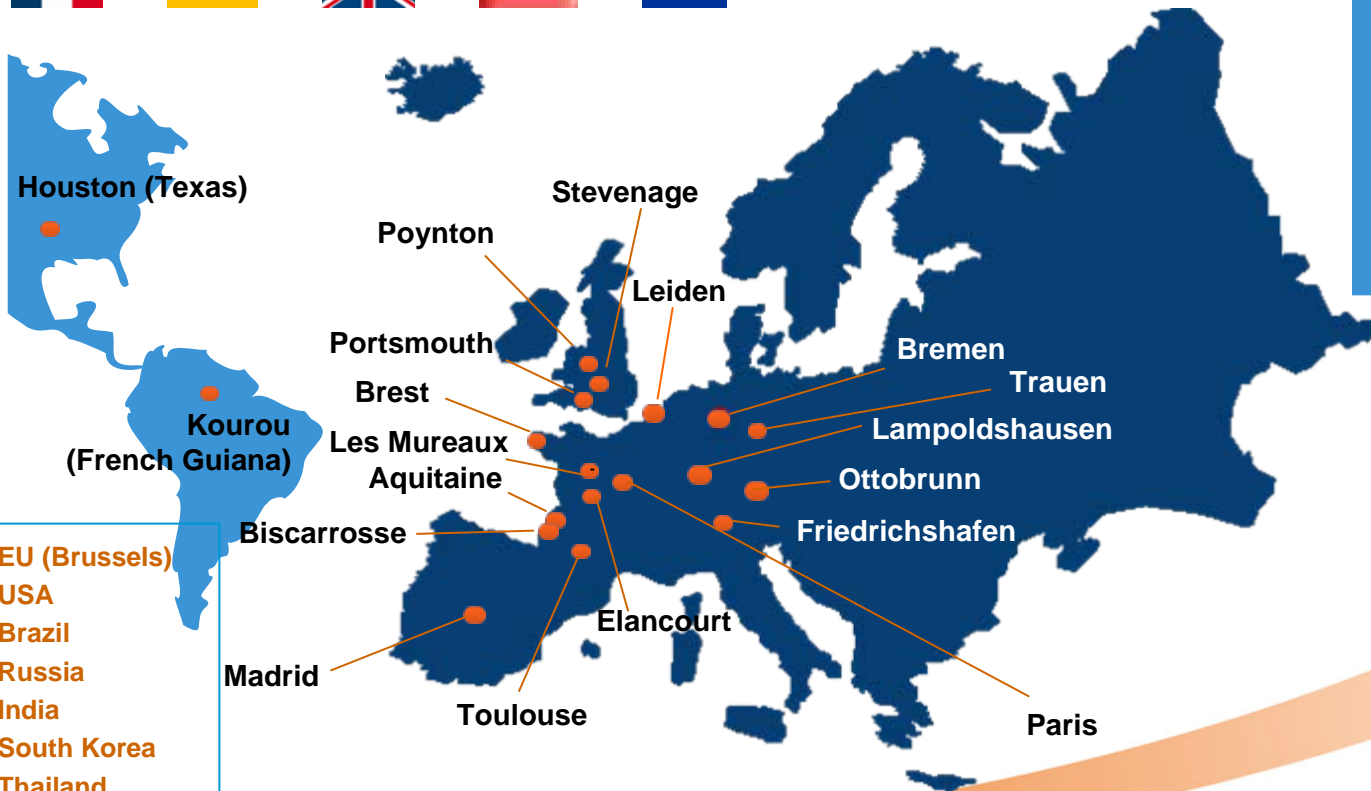 Houston (Texas)
Stevenage
Poynton
Leiden
Portsmouth
Bremen
Brest
Trauen
Kourou
(French Guiana)
Les Mureaux
Lampoldshausen
Aquitaine
Ottobrunn
Biscarrosse
Friedrichshafen
EU (Brussels)
USA
Brazil
Russia
India
South Korea
Thailand
Elancourt
Madrid
Toulouse
Paris